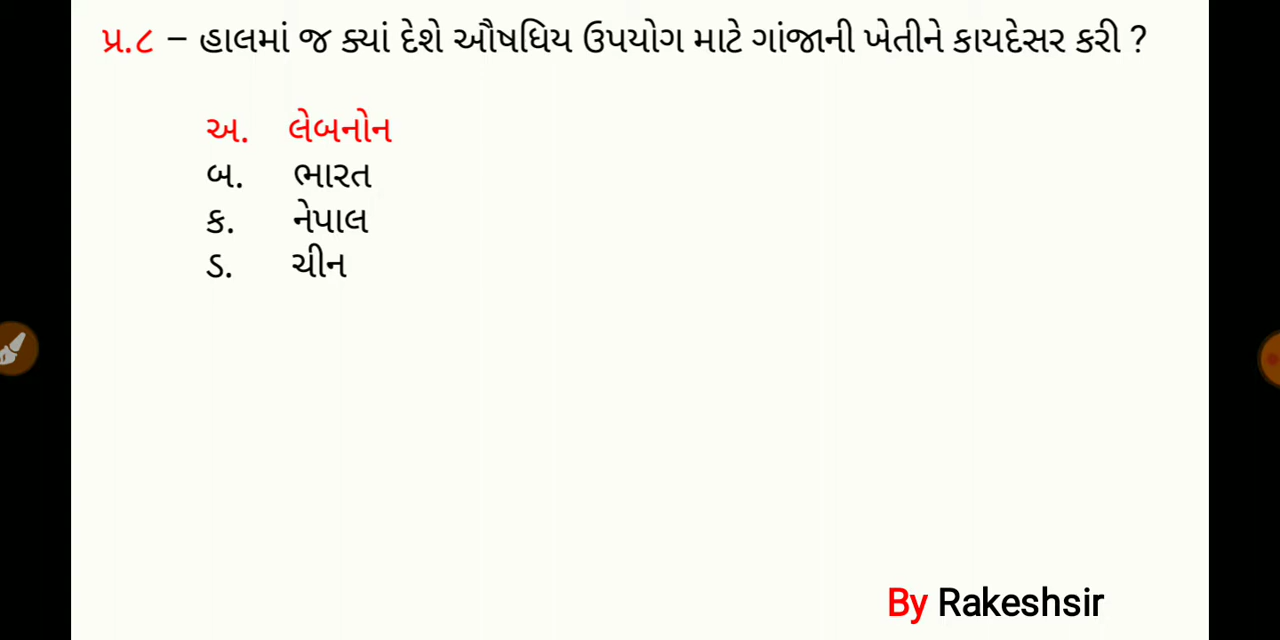 પ્ર.૮ – હાલમાં જ ક્યાં દેશે ઔષધિય ઉપયોગ માટે ગાંજાની ખેતીને કાયદેસર કરી ?
અ. લેબનોન
બ. ભારત
ક. નેપાલ
ડ. ચીન
By Rakeshsir